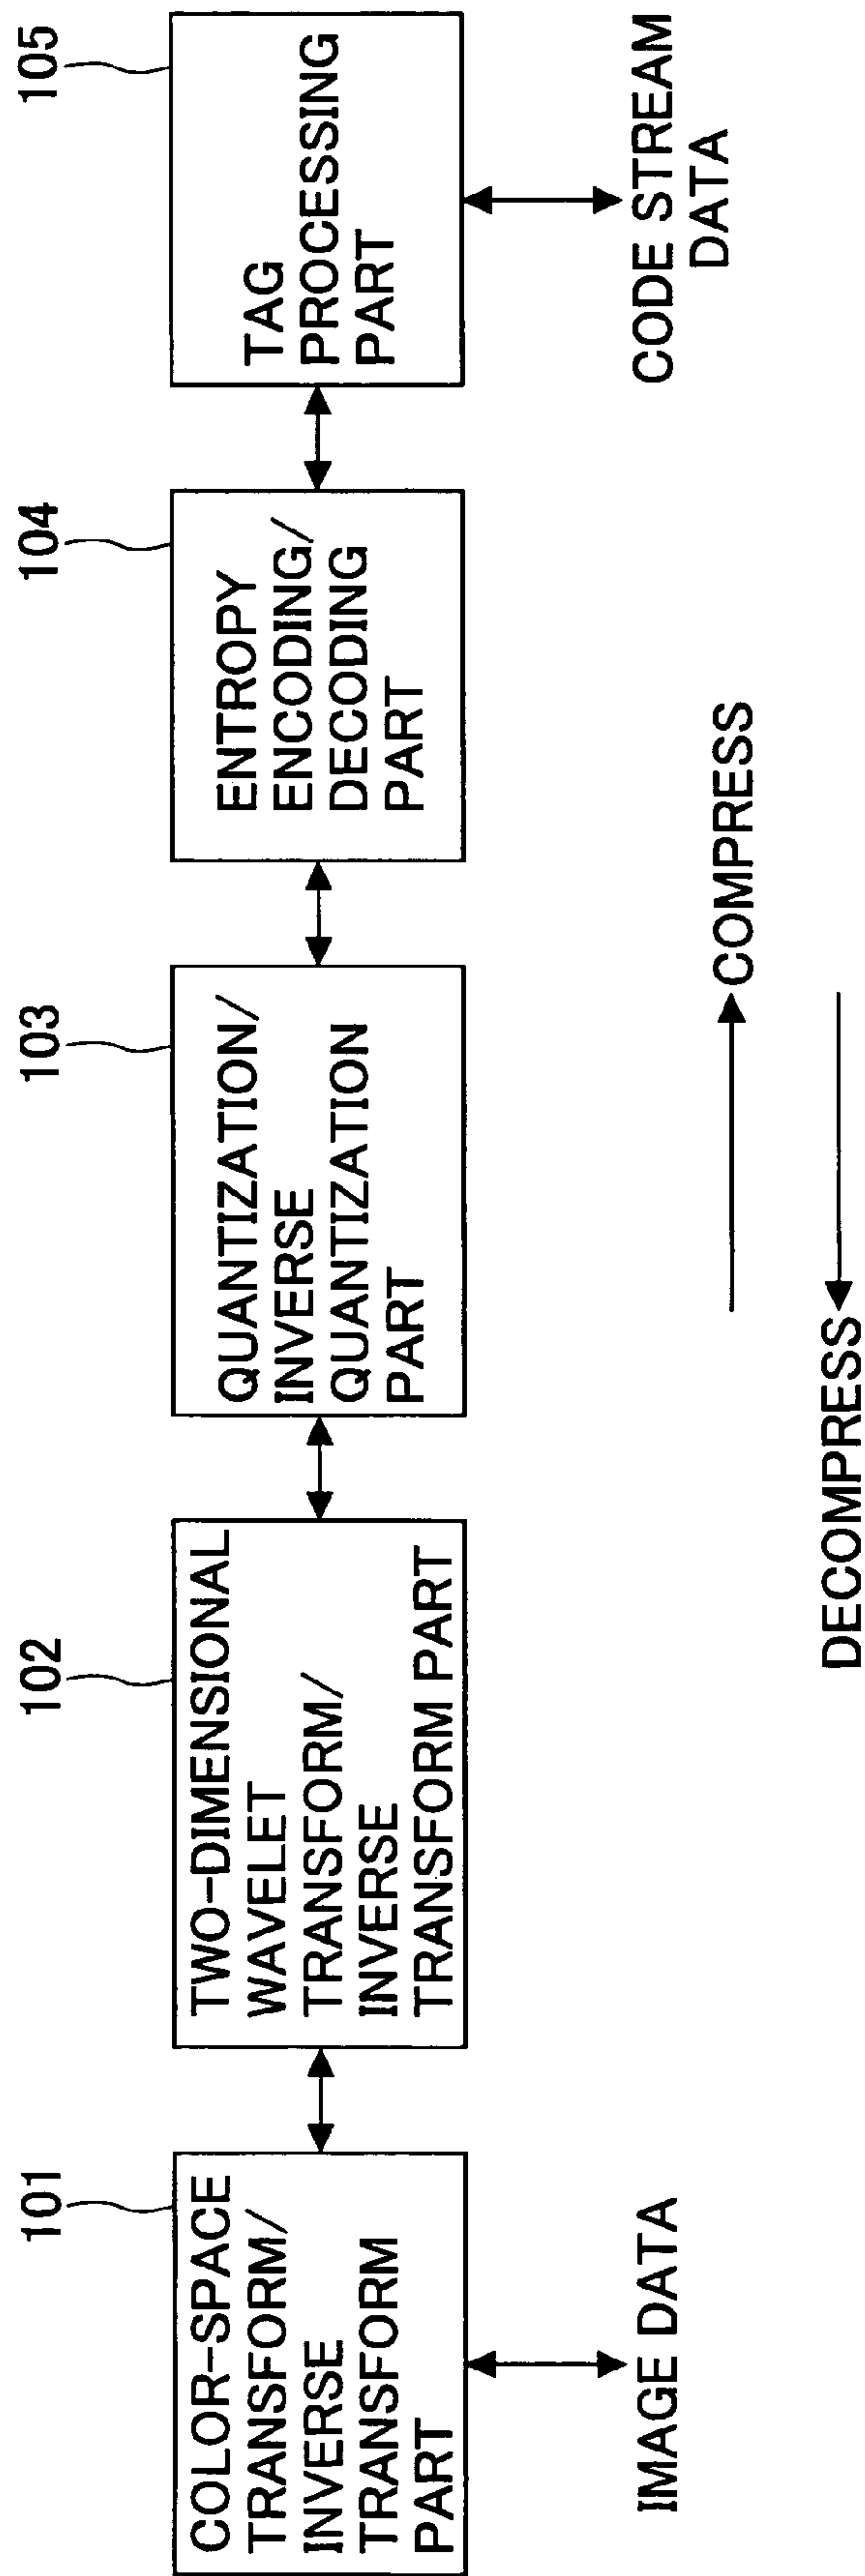 101
COLOR-SPACE
TRANSFORM/
INVERSE
TRANSFORM
PART
IMAGE DATA
102
TWO-DIMENSIONAL
WAVELET
TRANSFORM/
INVERSE
TRANSFORM PART
103
QUANTIZATION/
INVERSE
QUANTIZATION
PART
104
ENTROPY
ENCODING/
DECODING
PART
105
TAG
PROCESSING
PART
CODE STREAM
DATA
COMPRESS
DECOMPRESS